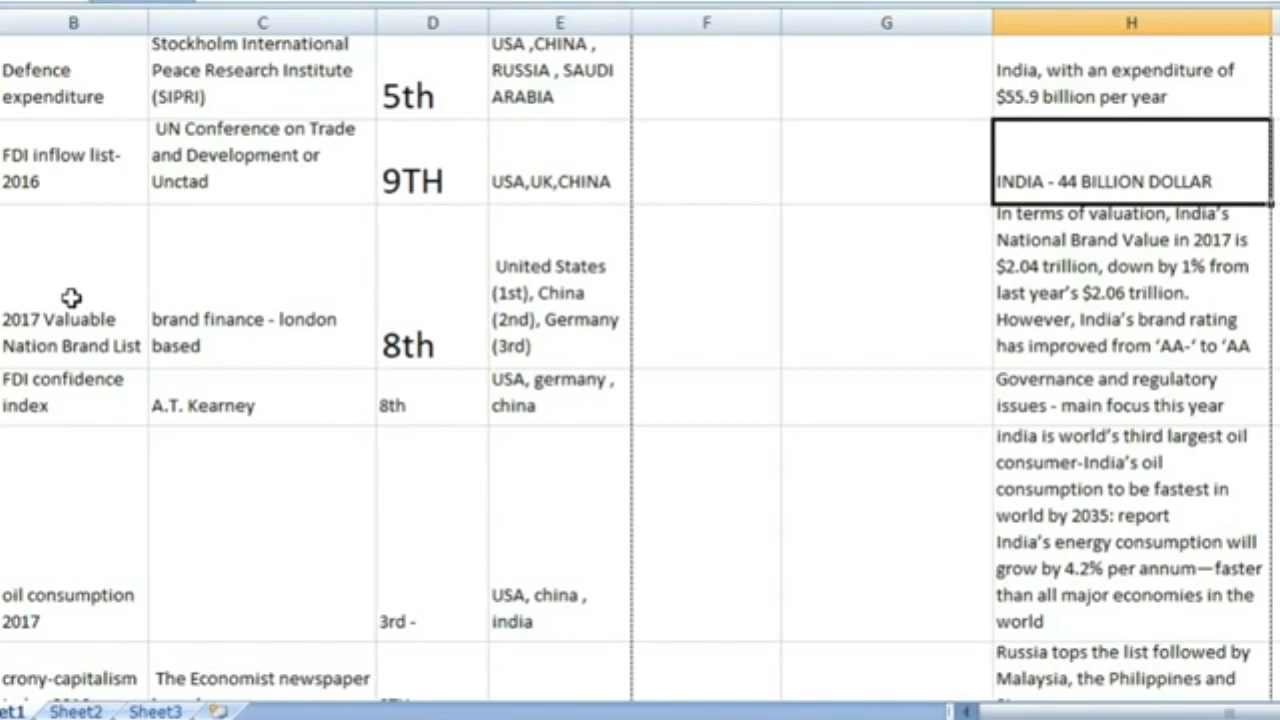 B C D E F G H
Defence
expenditure
Stockholm International
Peace Research Institute
(SIPRI)
5th
USA ,CHINA ,
RUSSIA , SAUDI
ARABIA
India, with an expenditure of
$55.9 billion per year
FDI inflow list-
2016
UN Conference on Trade
and Development or
Unctad
9TH
USA,UK,CHINA
INDIA - 44 BILLION DOLLAR
2017 Valuable
Nation Brand List
brand finance - london
based
8th
United States
(1st), China
(2nd), Germany
(3rd)
In terms of valuation, India’s
National Brand Value in 2017 is
$2.04 trillion, down by 1% from
last year’s $2.06 trillion.
However, India’s brand rating
has improved from ‘AA-‘ to ‘AA
FDI confidence
index
A.T. Kearney
8th
USA, germany ,
china
Governance and regulatory
issues - main focus this year
oil consumption
2017
3rd -
USA, china ,
india
india is world’s third largest oil
consumer-India’s oil
consumption to be fastest in
world by 2035: report
India’s energy consumption will
grow by 4.2% per annum—faster
than all major economies in the
world
crony-capitalism
The Economist newspaper
Russia tops the list followed by
Malaysia, the Philippines and
et1 Sheet2 Sheet3